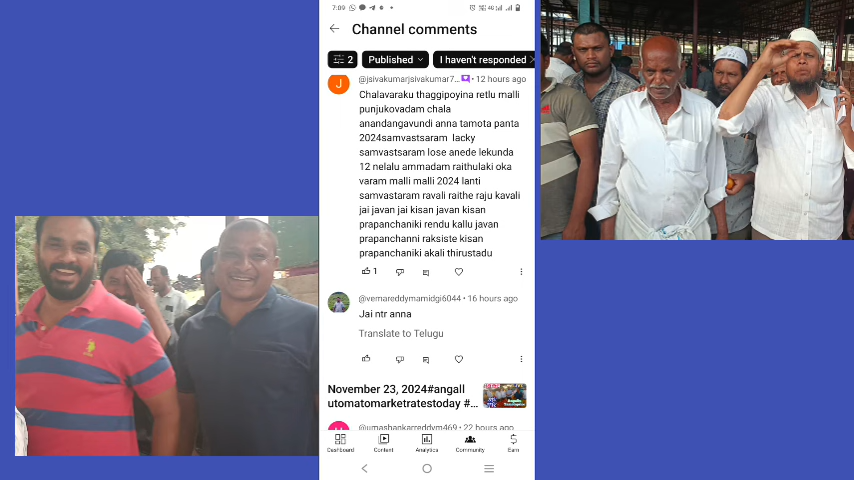 7:09
Channel comments
2 Published I haven't responded
J @jsivakumarjsivakumar7... • 12 hours ago
Chalavaraku thaggipoyina retlu malli
punjukovadam chala
anandangavundi anna tamota panta
2024samvastsaram lacky
samvastsaram lose anede lekunda
12 nelalu ammadam raithulaki oka
varam malli malli 2024 lanti
samvastaram ravali raithe raju kavali
jai javan jai kisan javan kisan
prapanchaniki rendu kallu javan
prapanchanni raksiste kisan
prapanchaniki akali thirustadu
1
@vemareddymamidgi6044 • 16 hours ago
Jai ntr anna
Translate to Telugu
November 23, 2024#angall
utomatomarketratestoday #...
@umashankarreddym469 • 22 hours ago
Dashboard Content Analytics Community Earn